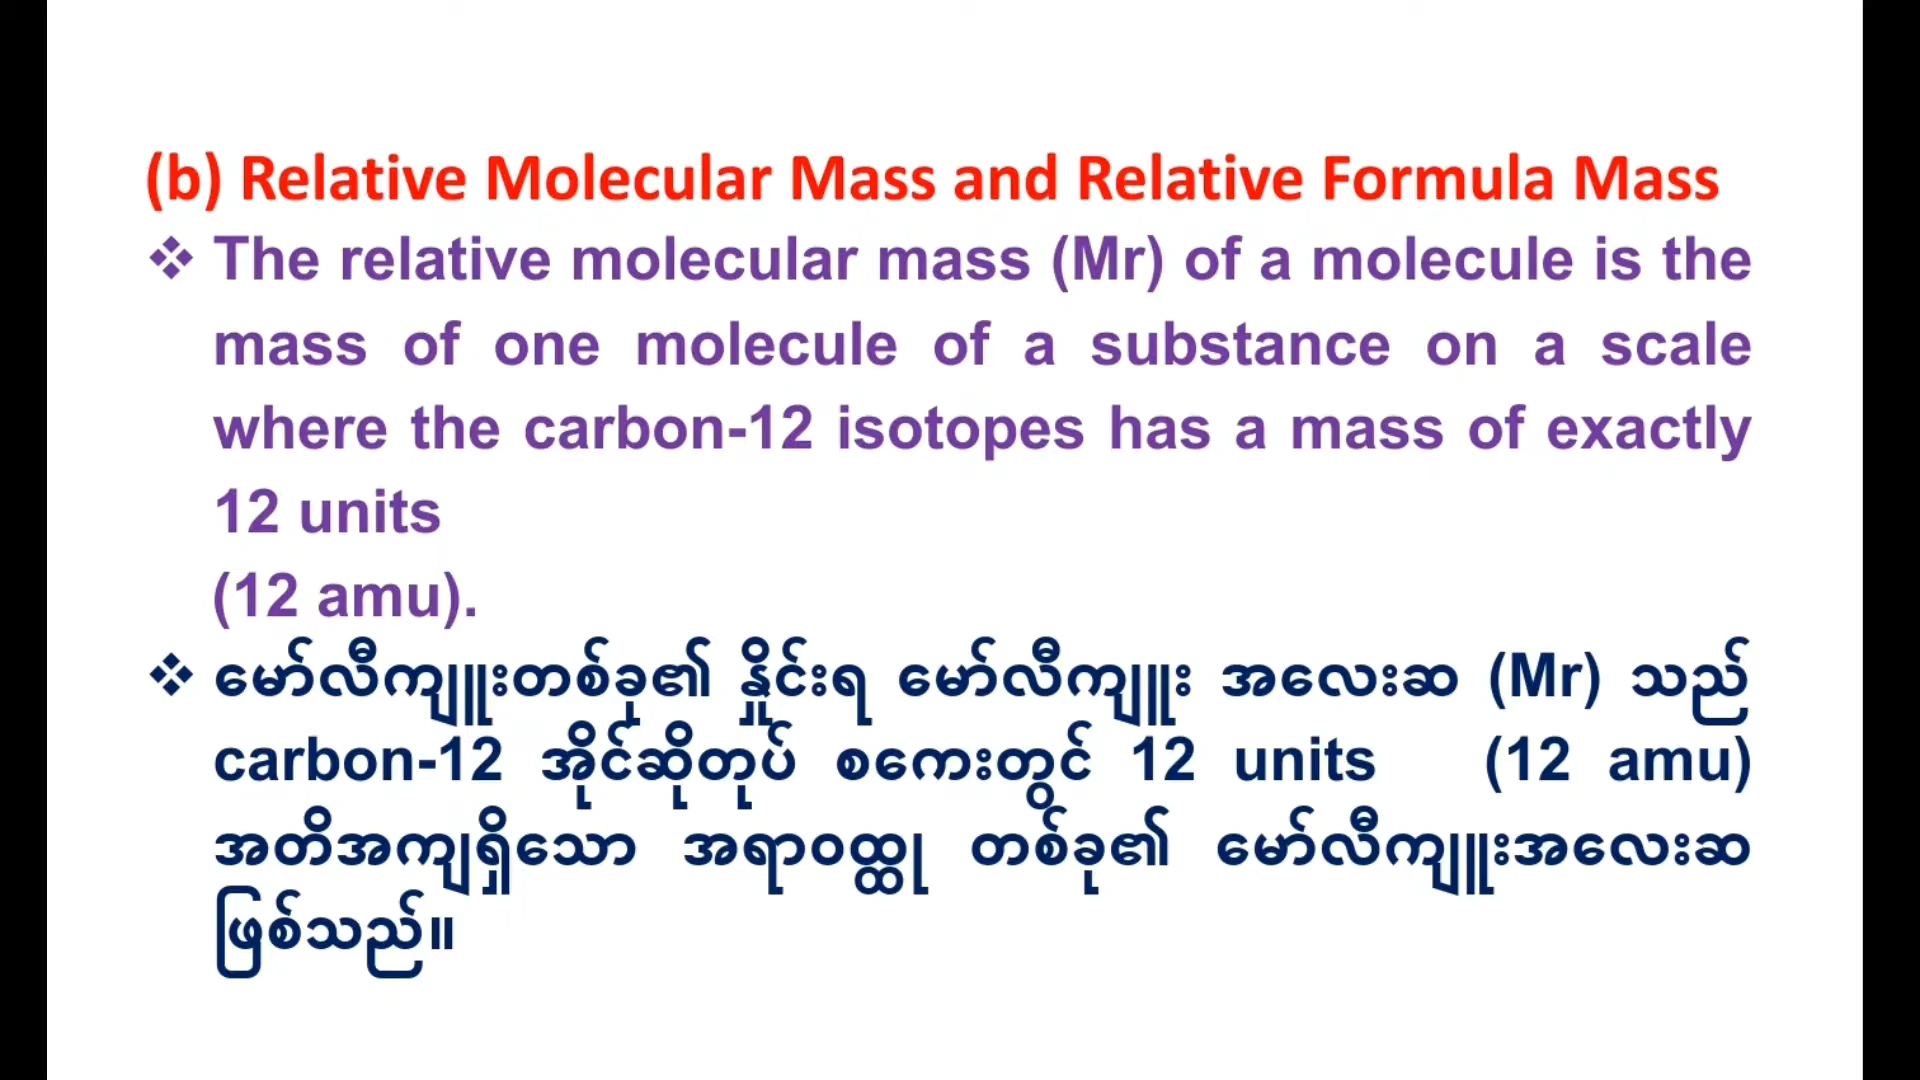 (b) Relative Molecular Mass and Relative Formula Mass
❖ The relative molecular mass (Mr) of a molecule is the
mass of one molecule of a substance on a scale
where the carbon-12 isotopes has a mass of exactly
12 units
(12 amu).
❖ မော်လီကျူးတစ်ခု၏ နှိုင်းရ မော်လီကျူး အလေးဆ (Mr) သည်
carbon-12 အိုင်ဆိုတုပ် စကေးတွင် 12 units (12 amu)
အတိအကျရှိသော အရာဝတ္ထု တစ်ခု၏ မော်လီကျူးအလေးဆ
ဖြစ်သည်။